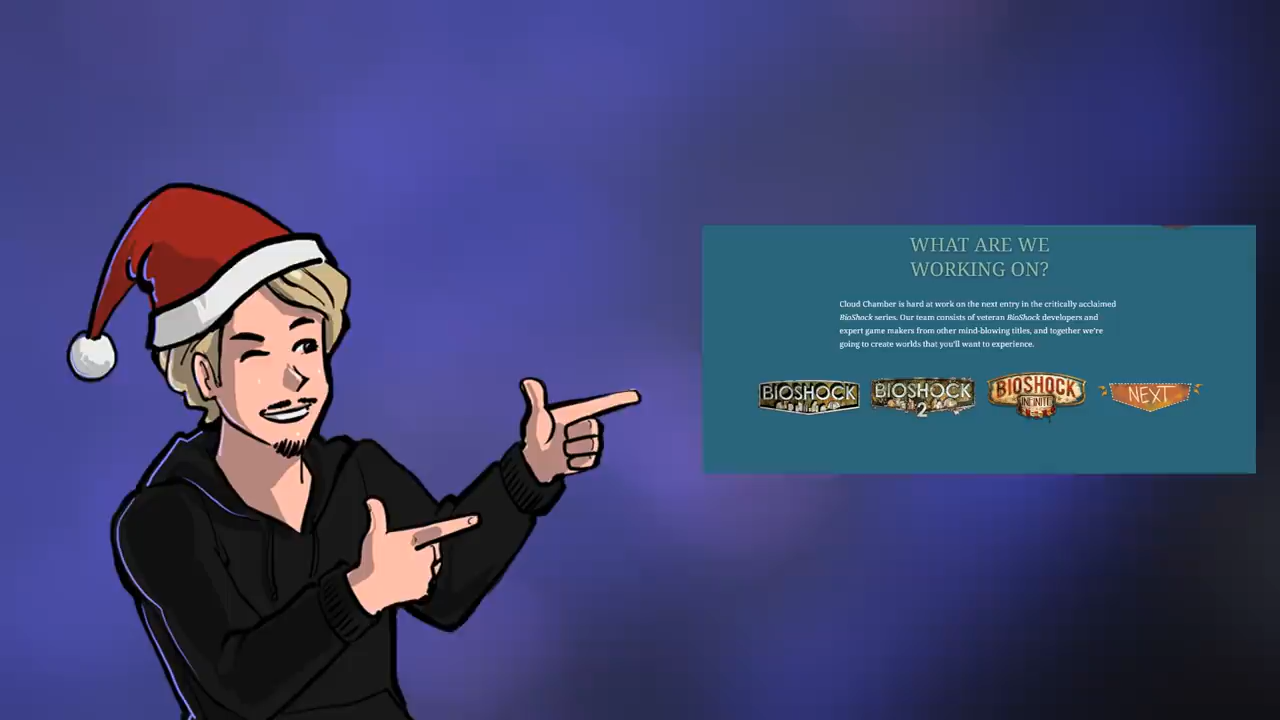 WHAT ARE WE
WORKING ON?
Cloud Chamber is hard at work on the next entry in the critically acclaimed
BioShock series. Our team consists of veteran BioShock developers and
expert game makers from other mind-blowing titles, and together we're
going to create worlds that you'll want to experience.
BIOSHOCK
BIOSHOCK
2
BIOSHOCK
INFINITE
NEXT